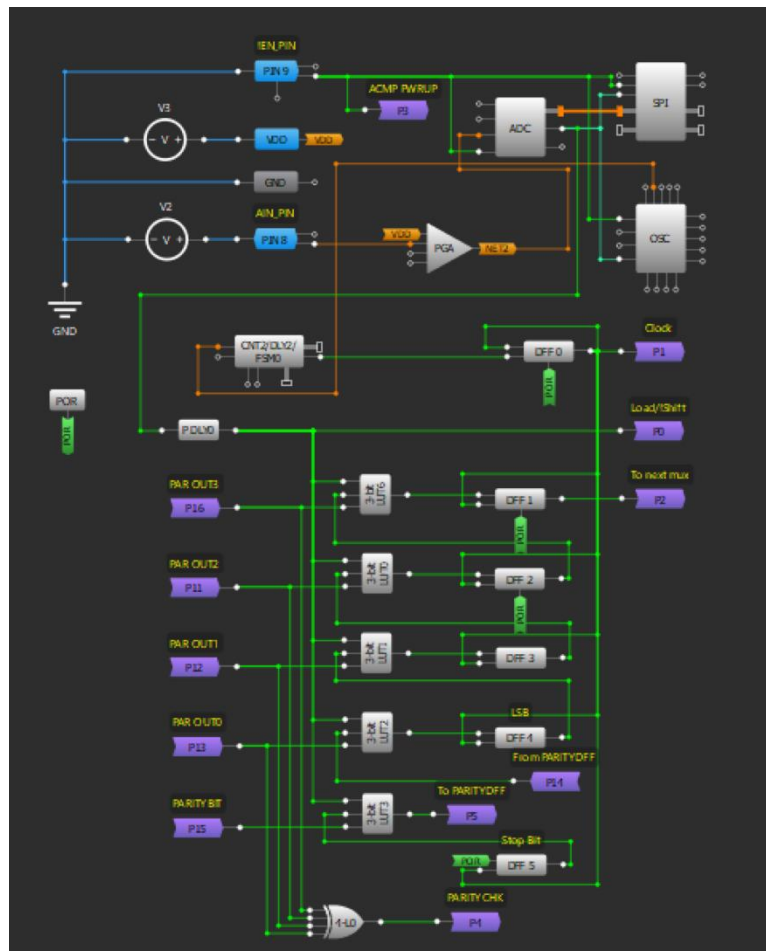 !EN_PIN
PIN 9
ACMP PWRUP
P3
ADC
SPI
V3
− V +
VDD
VDD
GND
V2
− V +
AIN_PIN
PIN 8
VDD
PGA
NET2
OSC
GND
CNT2/DLY2/
FSM0
DFF 0
POR
Clock
P1
POR
POR
PDLY0
Load/!Shift
P0
PAR OUT3
P16
3-bit
LUT6
DFF 1
POR
To next mux
P2
PAR OUT2
P11
3-bit
LUT0
DFF 2
POR
PAR OUT1
P12
3-bit
LUT1
DFF 3
PAR OUT0
P13
3-bit
LUT2
LSB
DFF 4
From PARITYDFF
P14
PARITY BIT
P15
3-bit
LUT3
To PARITYDFF
P5
Stop Bit
POR
DFF 5
4-L0
PARITY CHK
P4